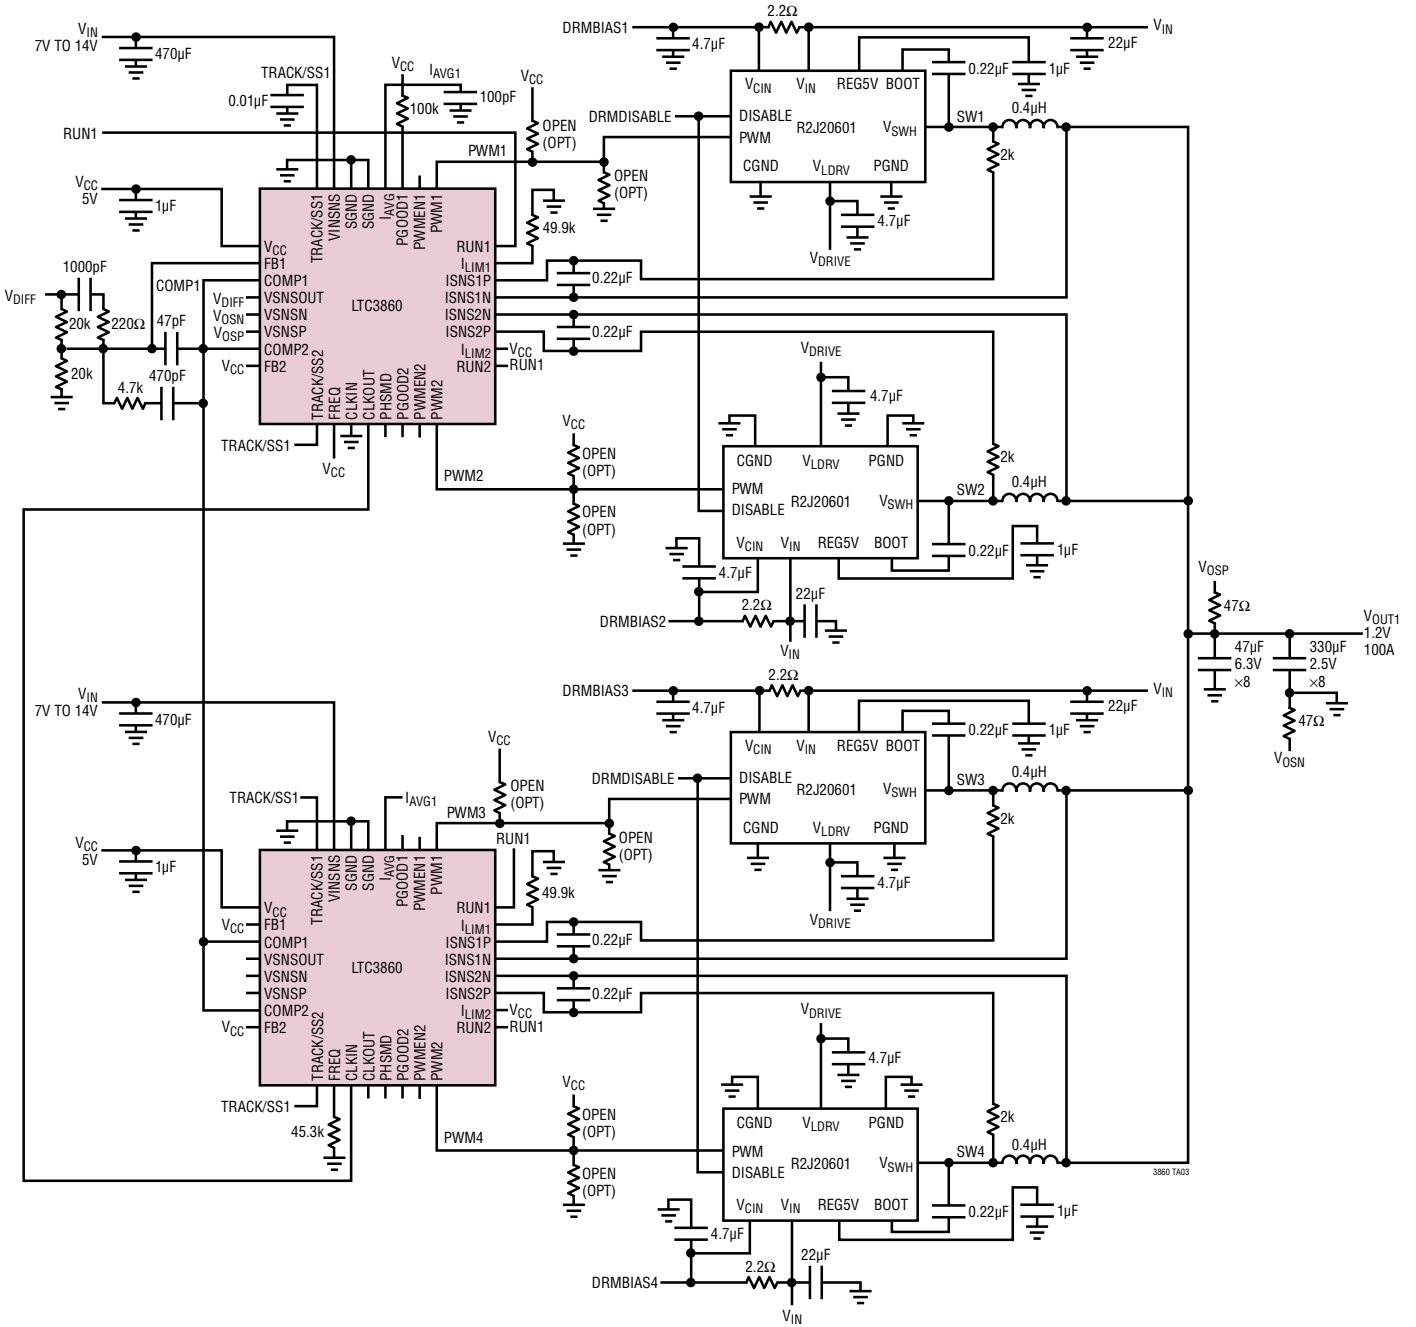 VIN
7V TO 14V
470µF
TRACK/SS1
0.01µF
VCC
IAVG1
100k
100pF
VCC
OPEN
(OPT)
RUN1
PWM1
OPEN
(OPT)
VCC
5V
1µF
TRACK/SS1
VINSNS
SGND
SGND
IAVG
PGOOD1
PWMEN1
PWM1
VCC
FB1
COMP1
VSNSOUT
VSNSN
VSNSP
COMP2
FB2
LTC3860
RUN1
ILIM1
ISNS1P
ISNS1N
ISNS2N
ISNS2P
ILIM2
RUN2
TRACK/SS2
FREQ
CLKIN
CLKOUT
PHSMD
PGOOD2
PWMEN2
PWM2
49.9k
0.22µF
0.22µF
VCC
RUN1
1000pF
COMP1
VDIFF
20k
220Ω
47pF
VDIFF
VOSN
VOSP
VCC
20k
4.7k
470pF
TRACK/SS1
VCC
PWM2
VCC
OPEN
(OPT)
OPEN
(OPT)
DRMBIAS1
2.2Ω
VIN
4.7µF
22µF
VCIN
VIN
REG5V
BOOT
0.22µF
1µF
DRMDISABLE
DISABLE
PWM
R2J20601
VSWH
SW1
0.4µH
CGND
VLDRV
PGND
2k
4.7µF
VDRIVE
VDRIVE
4.7µF
CGND
VLDRV
PGND
2k
PWM
DISABLE
R2J20601
VSWH
SW2
0.4µH
VCIN
VIN
REG5V
BOOT
0.22µF
1µF
4.7µF
2.2Ω
22µF
DRMBIAS2
VIN
VOSP
47Ω
VOUT1
1.2V
100A
47µF
6.3V
×8
330µF
2.5V
×8
47Ω
VOSN
VIN
7V TO 14V
470µF
TRACK/SS1
IAVG1
VCC
OPEN
(OPT)
PWM3
RUN1
OPEN
(OPT)
VCC
5V
1µF
TRACK/SS1
VINSNS
SGND
SGND
IAVG
PGOOD1
PWMEN1
PWM1
VCC
VCC
FB1
COMP1
VSNSOUT
VSNSN
VSNSP
COMP2
VCC
FB2
LTC3860
RUN1
ILIM1
ISNS1P
ISNS1N
ISNS2N
ISNS2P
ILIM2
RUN2
TRACK/SS2
FREQ
CLKIN
CLKOUT
PHSMD
PGOOD2
PWMEN2
PWM2
49.9k
0.22µF
0.22µF
VCC
RUN1
TRACK/SS1
45.3k
PWM4
VCC
OPEN
(OPT)
OPEN
(OPT)
DRMBIAS3
2.2Ω
VIN
4.7µF
22µF
VCIN
VIN
REG5V
BOOT
0.22µF
1µF
DRMDISABLE
DISABLE
PWM
R2J20601
VSWH
SW3
0.4µH
CGND
VLDRV
PGND
2k
4.7µF
VDRIVE
VDRIVE
4.7µF
CGND
VLDRV
PGND
2k
PWM
DISABLE
R2J20601
VSWH
SW4
0.4µH
3860 TA03
VCIN
VIN
REG5V
BOOT
0.22µF
1µF
4.7µF
2.2Ω
22µF
DRMBIAS4
VIN